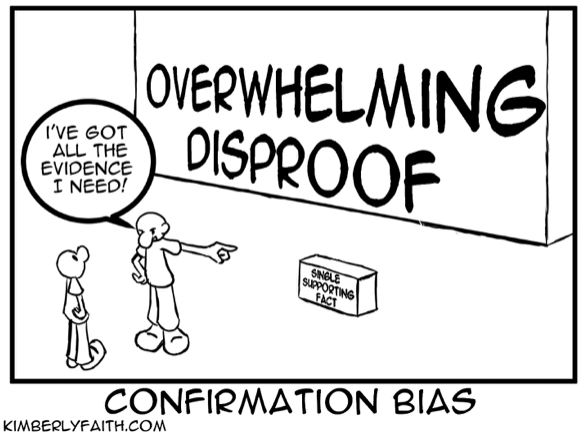 OVERWHELMING
DISPROOF
I'VE GOT
ALL THE
EVIDENCE
I NEED!
SINGLE
SUPPORTING
FACT
CONFIRMATION BIAS
KIMBERLYFAITH.COM